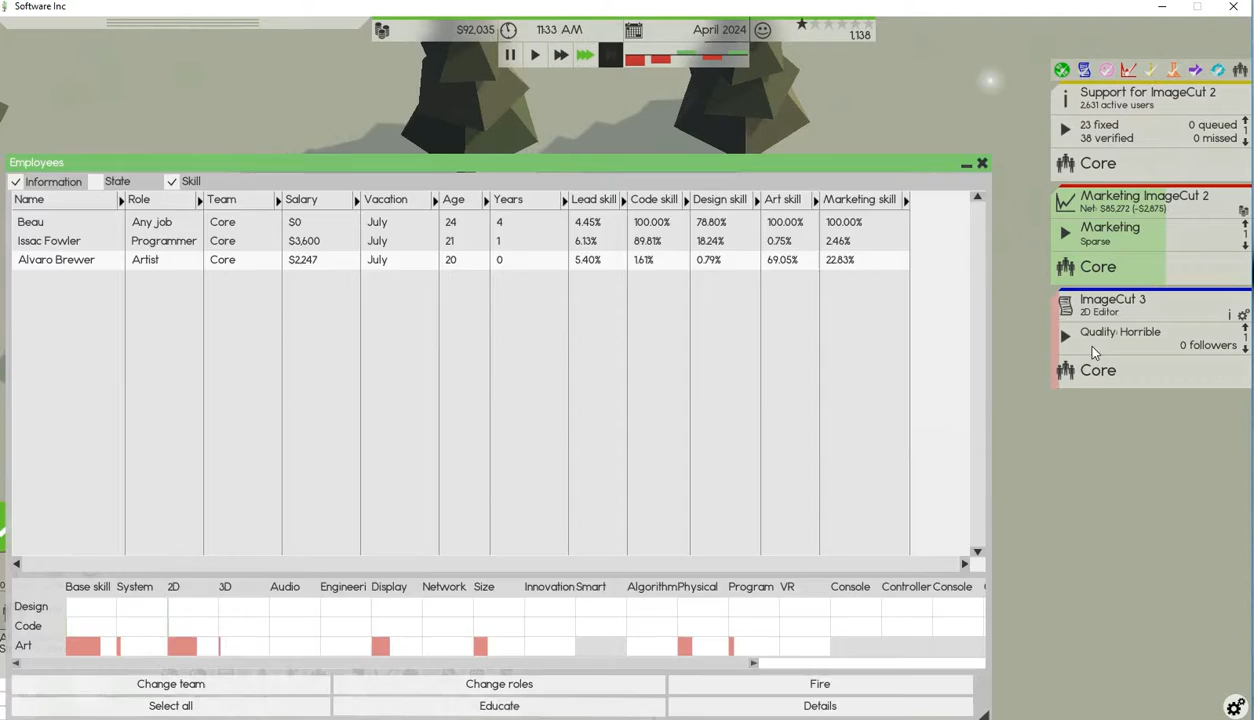 Software Inc
$92,035 11:33 AM April 2024 1,138
Support for ImageCut 2
2,631 active users
23 fixed 0 queued
38 verified 0 missed
Core
Marketing ImageCut 2
Net: $85,272 (-$2,875)
Marketing
Sparse
Core
ImageCut 3
2D Editor
Quality: Horrible
0 followers
Core
1
1
1
Employees
Information State Skill
Name Role Team Salary Vacation Age Years Lead skill Code skill Design skill Art skill Marketing skill
Beau Any job Core $0 July 24 4 4.45% 100.00% 78.80% 100.00% 100.00%
Issac Fowler Programmer Core $3,600 July 21 1 6.13% 89.81% 18.24% 0.75% 2.46%
Alvaro Brewer Artist Core $2,247 July 20 0 5.40% 1.61% 0.79% 69.05% 22.83%
Base skill System 2D 3D Audio Engineeri Display Network Size Innovation Smart Algorithm Physical Program VR Console Controller Console
Design
Code
Art
Change team Change roles Fire
Select all Educate Details